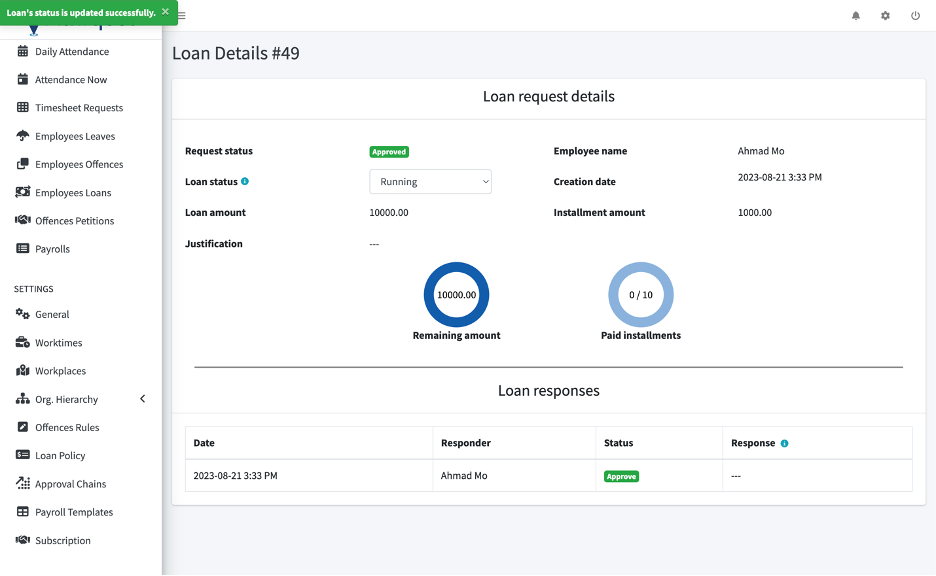 Loan's status is updated successfully. ×
Daily Attendance
Attendance Now
Timesheet Requests
Employees Leaves
Employees Offences
Employees Loans
Offences Petitions
Payrolls
SETTINGS
General
Worktimes
Workplaces
Org. Hierarchy
Offences Rules
Loan Policy
Approval Chains
Payroll Templates
Subscription
Loan Details #49
Loan request details
Request status Approved Employee name Ahmad Mo
Loan status Running Creation date 2023-08-21 3:33 PM
Loan amount 10000.00 Installment amount 1000.00
Justification ---
10000.00 0 / 10
Remaining amount Paid installments
Loan responses
Date Responder Status Response
2023-08-21 3:33 PM Ahmad Mo Approve ---